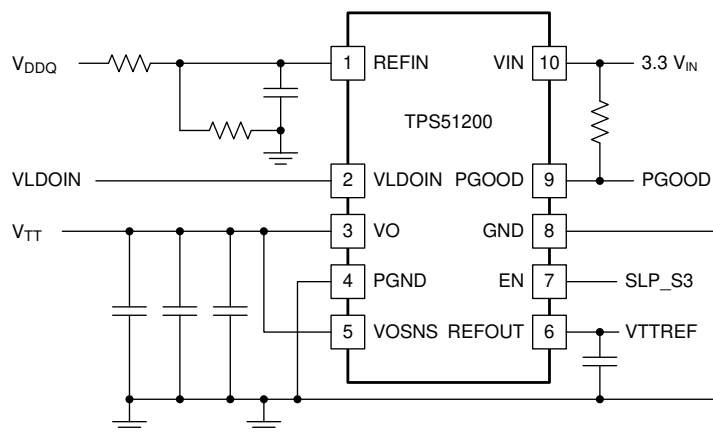 V_DDQ
1 REFIN VIN 10 3.3 V_IN
TPS51200
VLDOIN 2 VLDOIN PGOOD 9 PGOOD
V_TT 3 VO GND 8
4 PGND EN 7 SLP_S3
5 VOSNS REFOUT 6 VTTREF